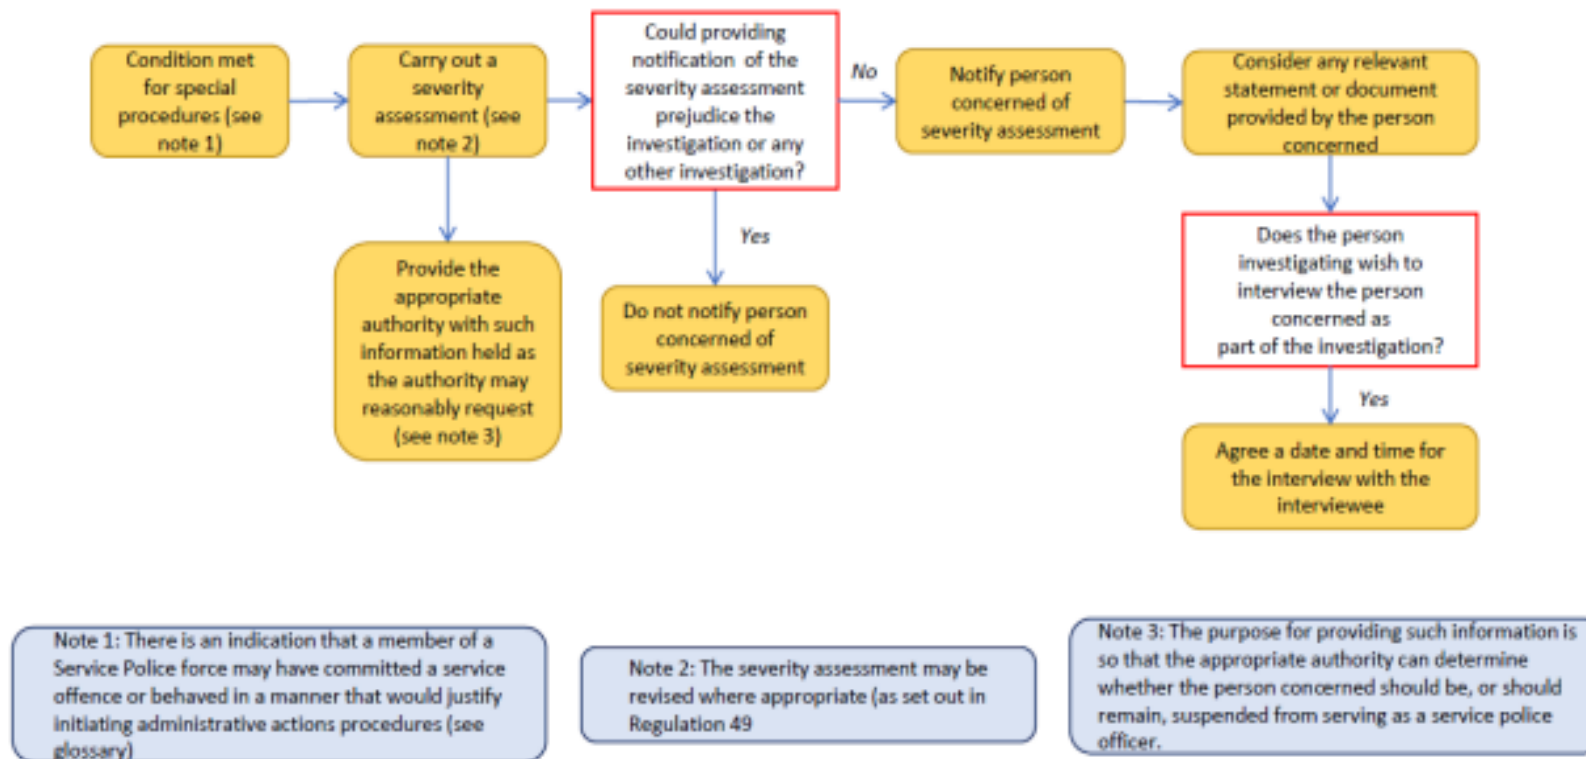 Condition met
for special
procedures (see
note 1)
Carry out a
severity
assessment (see
note 2)
Could providing
notification of the
severity assessment
prejudice the
investigation or any
other investigation?
No
Notify person
concerned of
severity assessment
Consider any relevant
statement or document
provided by the person
concerned
Yes
Provide the
appropriate
authority with such
information held as
the authority may
reasonably request
(see note 3)
Do not notify person
concerned of
severity assessment
Does the person
investigating wish to
interview the person
concerned as
part of the investigation?
Yes
Agree a date and time for
the interview with the
interviewee
Note 1: There is an indication that a member of a
Service Police force may have committed a service
offence or behaved in a manner that would justify
initiating administrative actions procedures (see
glossary)
Note 2: The severity assessment may be
revised where appropriate (as set out in
Regulation 49
Note 3: The purpose for providing such information is
so that the appropriate authority can determine
whether the person concerned should be, or should
remain, suspended from serving as a service police
officer.